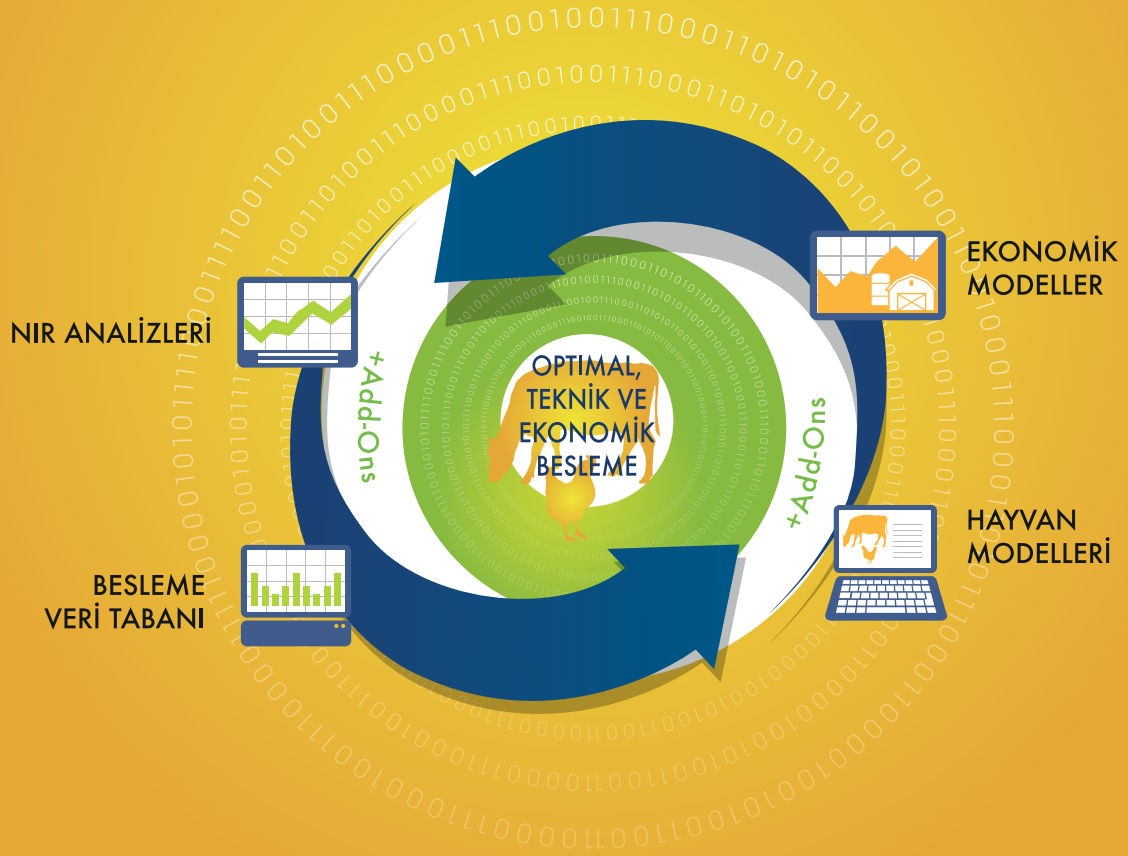 EKONOMİK
MODELLER
NIR ANALİZLERİ
+Add-Ons
OPTIMAL,
TEKNİK VE
EKONOMİK
BESLEME
+Add-Ons
HAYVAN
MODELLERİ
BESLEME
VERİ TABANI